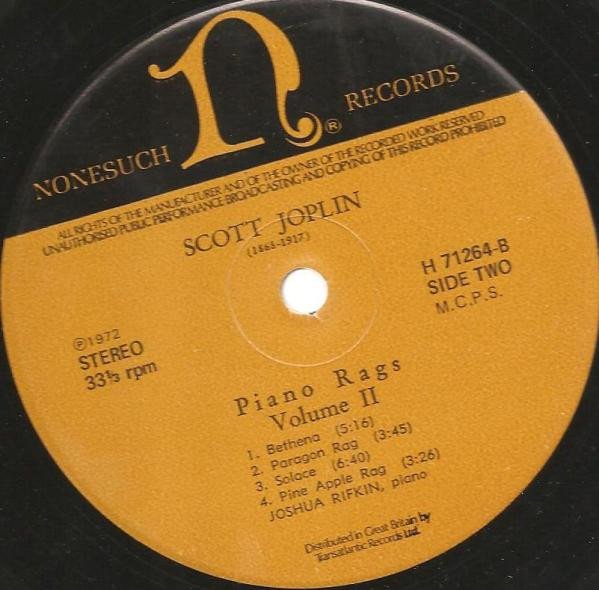 n ®
NONESUCH RECORDS
ALL RIGHTS OF THE MANUFACTURER AND OF THE OWNER OF THE RECORDED WORK RESERVED
UNAUTHORISED PUBLIC PERFORMANCE BROADCASTING AND COPYING OF THIS RECORD PROHIBITED
SCOTT JOPLIN
(1868-1917)
H 71264-B
SIDE TWO
M.C.P.S.
℗1972
STEREO
33⅓ rpm
Piano Rags
Volume II
1. Bethena (5:16)
2. Paragon Rag (3:45)
3. Solace (6:40)
4. Pine Apple Rag (3:26)
JOSHUA RIFKIN, piano
Distributed in Great Britain by
Transatlantic Records Ltd.